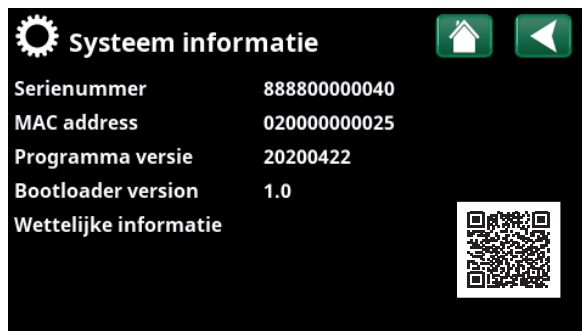 Systeem informatie
Serienummer 888800000040
MAC address 020000000025
Programma versie 20200422
Bootloader version 1.0
Wettelijke informatie